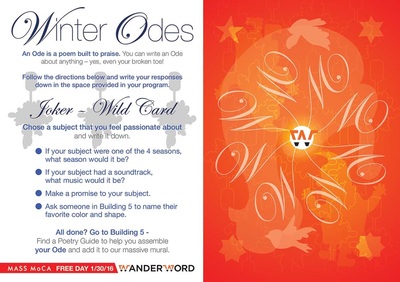 Winter Odes
An Ode is a poem built to praise. You can write an Ode
about anything – yes, even your broken toe!
Follow the directions below and write your responses
down in the space provided in your program.
Joker – Wild Card
Chose a subject that you feel passionate about
and write it down.
If your subject were one of the 4 seasons,
what season would it be?
If your subject had a soundtrack,
what music would it be?
Make a promise to your subject.
Ask someone in Building 5 to name their
favorite color and shape.
All done? Go to Building 5 -
Find a Poetry Guide to help you assemble
your Ode and add it to our massive mural.
MASS MoCA FREE DAY 1/30/16 WANDERWORD
W